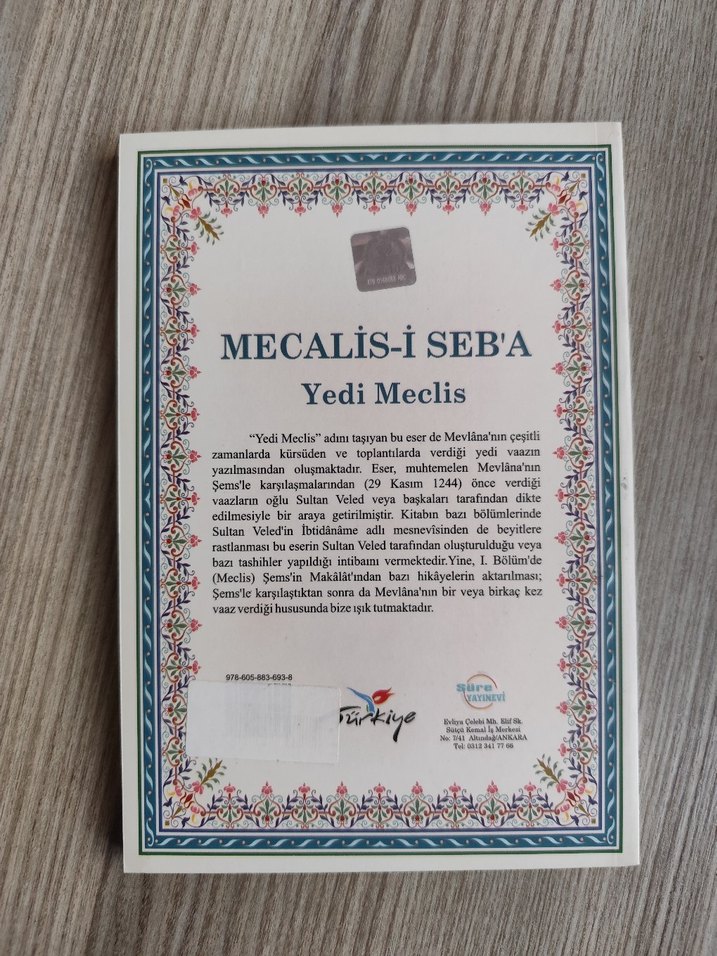 MECALİS-İ SEB'A
Yedi Meclis
“Yedi Meclis” adını taşıyan bu eser de Mevlâna'nın çeşitli
zamanlarda kürsüden ve toplantılarda verdiği yedi vaazın
yazılmasından oluşmaktadır. Eser, muhtemelen Mevlâna'nın
Şems'le karşılaşmalarından (29 Kasım 1244) önce verdiği
vaazların oğlu Sultan Veled veya başkaları tarafından dikte
edilmesiyle bir araya getirilmiştir. Kitabın bazı bölümlerinde
Sultan Veled'in İbtidânâme adlı mesnevîsinden de beyitlere
rastlanması bu eserin Sultan Veled tarafından oluşturulduğu veya
bazı tashihler yapıldığı intibaını vermektedir.Yine, I. Bölüm'de
(Meclis) Şems'in Makâlât'ından bazı hikâyelerin aktarılması;
Şems'le karşılaştıktan sonra da Mevlâna'nın bir veya birkaç kez
vaaz verdiği hususunda bize ışık tutmaktadır.
978-605-883-693-8
Türkiye
Süre
YAYINEVİ
Evliya Çelebi Mh. Elif Sk.
Sütçü Kemal İş Merkezi
No: 7/41 Altındağ/ANKARA
Tel: 0312 341 77 66